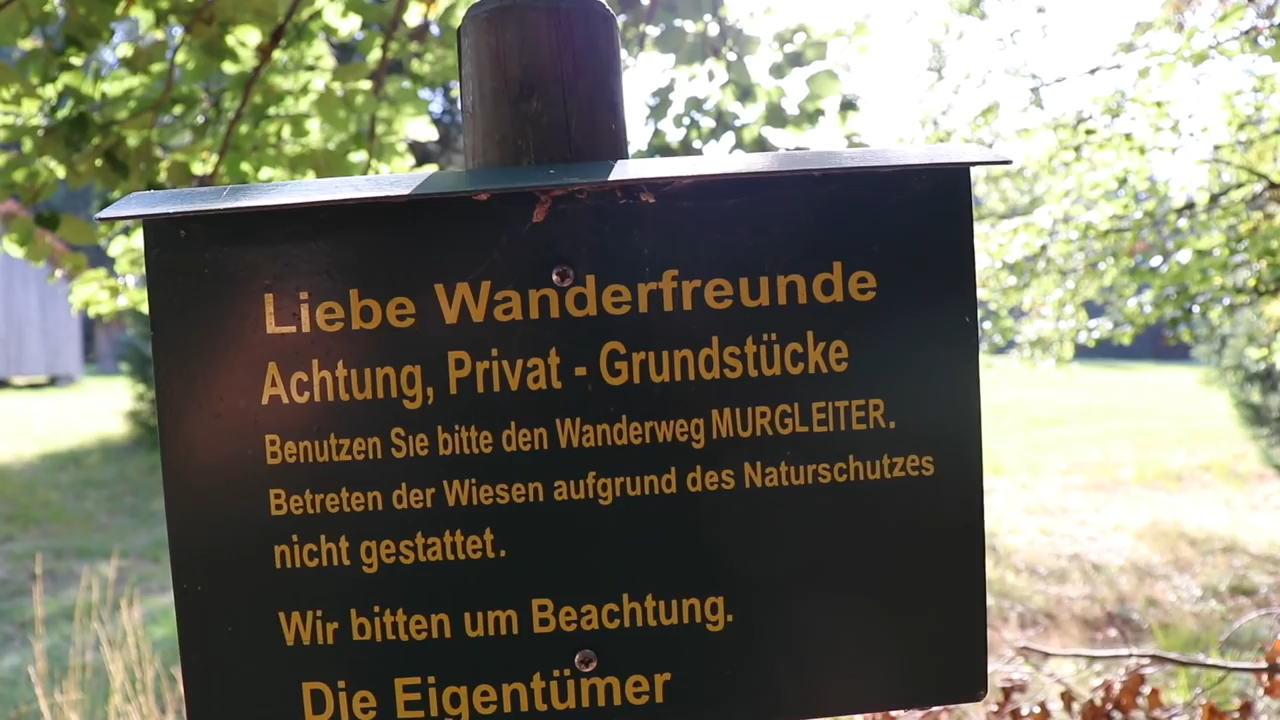 Liebe Wanderfreunde
Achtung, Privat - Grundstücke
Benutzen Sie bitte den Wanderweg MURGLEITER.
Betreten der Wiesen aufgrund des Naturschutzes
nicht gestattet.
Wir bitten um Beachtung.
Die Eigentümer